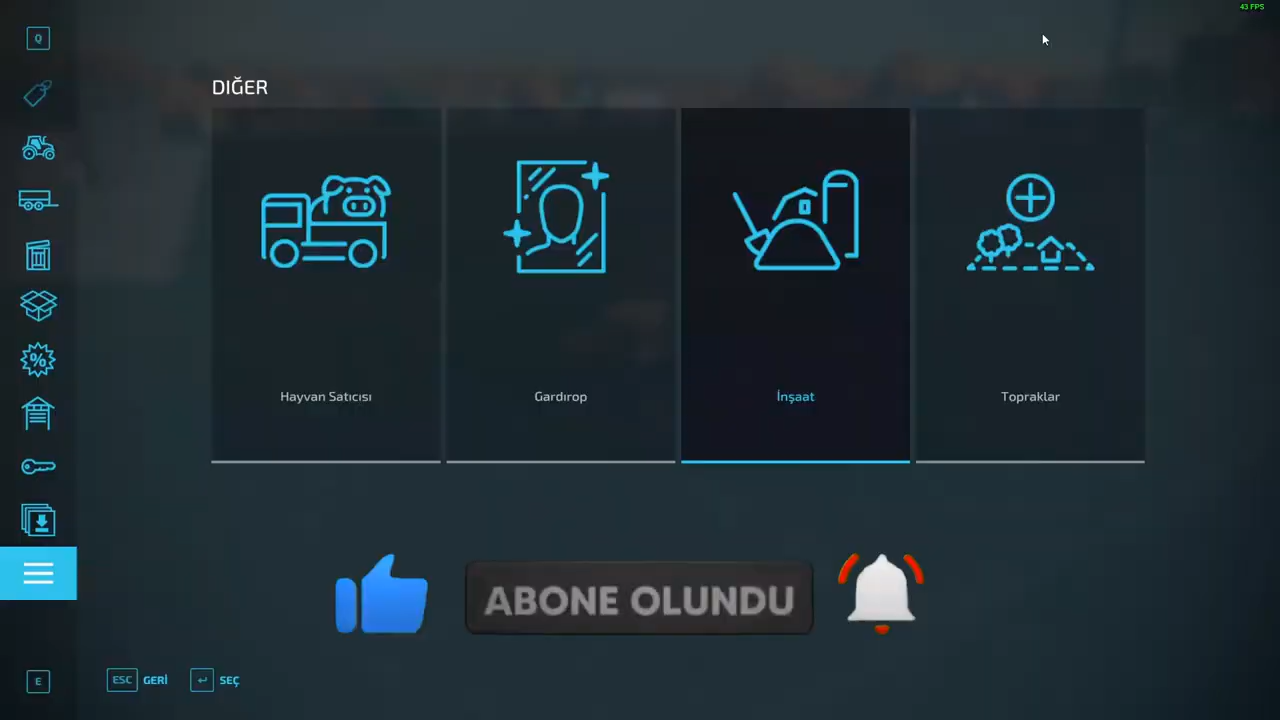 43 FPS
Q
DIĞER
%
Hayvan Satıcısı
Gardırop
İnşaat
Topraklar
ABONE OLUNDU
E
ESC GERİ
SEÇ